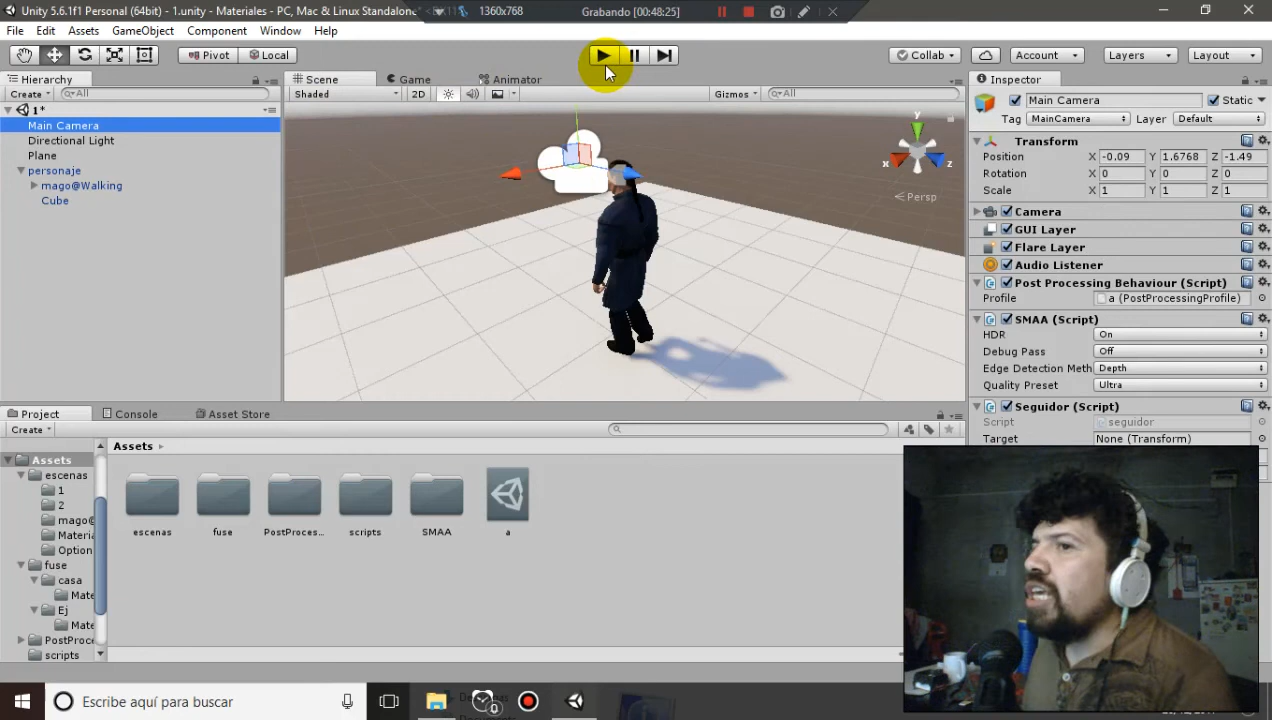 Unity 5.6.1f1 Personal (64bit) - 1.unity - Materiales - PC, Mac & Linux Standalone
1360x768
Grabando [00:48:25]
File Edit Assets GameObject Component Window Help
Pivot Local Collab Account Layers Layout
Hierarchy
Create All
1*
Main Camera
Directional Light
Plane
personaje
mago@Walking
Cube
Scene Game Animator
Shaded 2D Gizmos All
y
x z
Persp
Inspector
Main Camera Static
Tag MainCamera Layer Default
Transform
Position X -0.09 Y 1.6768 Z -1.49
Rotation X 0 Y 0 Z 0
Scale X 1 Y 1 Z 1
Camera
GUI Layer
Flare Layer
Audio Listener
Post Processing Behaviour (Script)
Profile a (PostProcessingProfile)
SMAA (Script)
HDR On
Debug Pass Off
Edge Detection Meth Depth
Quality Preset Ultra
Seguidor (Script)
Script seguidor
Target None (Transform)
Project Console Asset Store
Create
Assets
escenas
1
2
mago@
Materi
Option
fuse
casa
Mate
Ej
Mate
PostProce
scripts
Assets
escenas fuse PostProces... scripts SMAA a
Escribe aquí para buscar